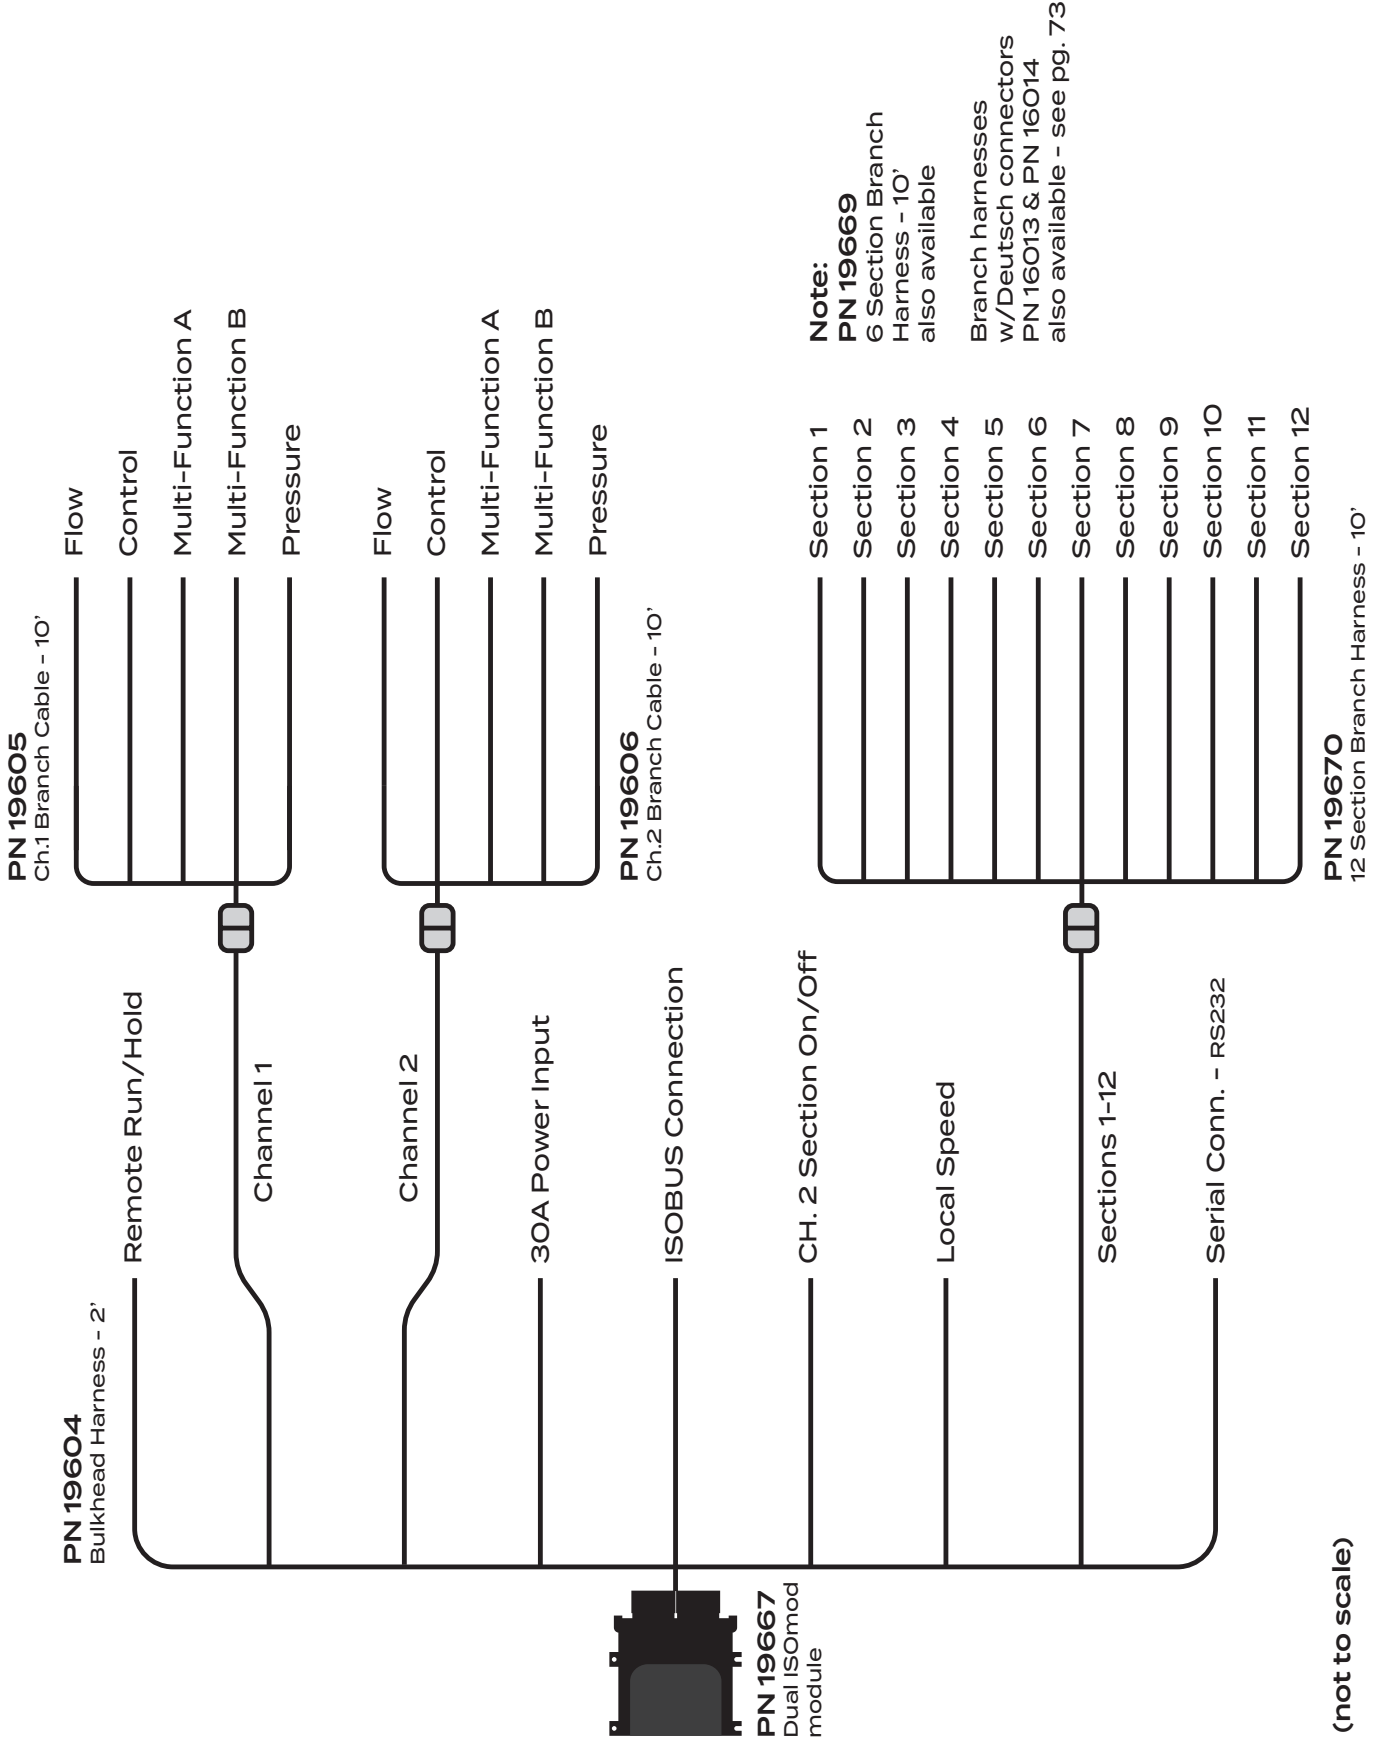 PN 19605
Ch.1 Branch Cable - 10’
Flow
Control
Multi-Function A
Multi-Function B
Pressure
PN 19604
Bulkhead Harness - 2’
Remote Run/Hold
Channel 1
Channel 2
30A Power Input
ISOBUS Connection
CH. 2 Section On/Off
Local Speed
Sections 1-12
Serial Conn. - RS232
Flow
Control
Multi-Function A
Multi-Function B
Pressure
PN 19606
Ch.2 Branch Cable - 10’
PN 19667
Dual ISOmod
module
Section 1
Section 2
Section 3
Section 4
Section 5
Section 6
Section 7
Section 8
Section 9
Section 10
Section 11
Section 12
PN 19670
12 Section Branch Harness - 10’
Note:
PN 19669
6 Section Branch
Harness - 10’
also available
Branch harnesses
w/Deutsch connectors
PN 16013 & PN 16014
also available - see pg. 73
(not to scale)